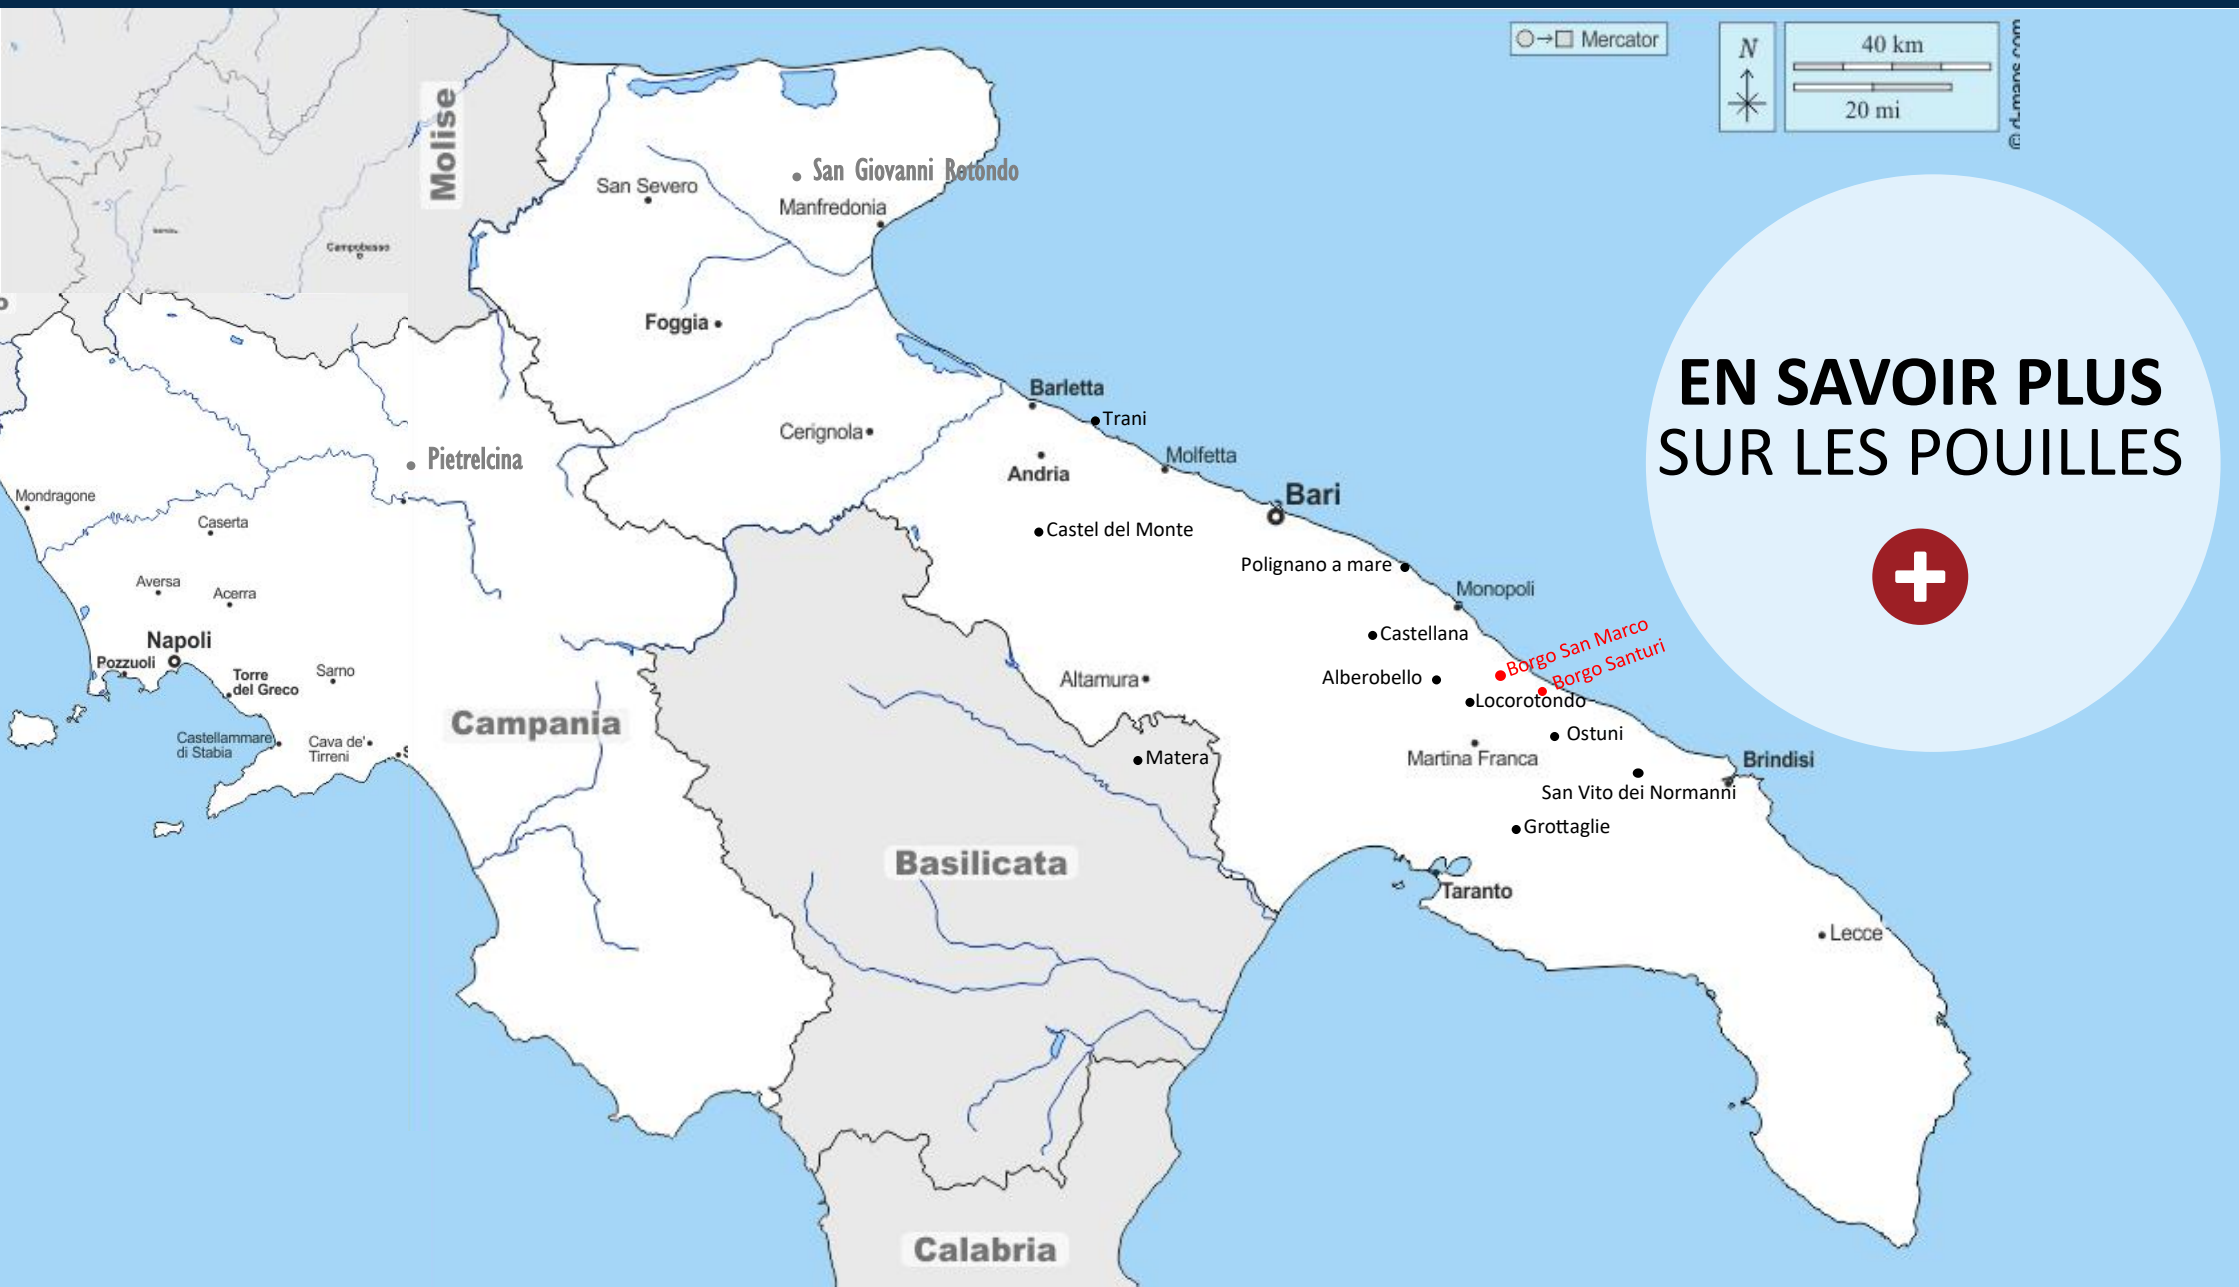 Mercator
N
40 km
20 mi
© d-maps.com
Molise
San Giovanni Rotondo
San Severo
Manfredonia
Campobasso
Foggia
EN SAVOIR PLUS
SUR LES POUILLES
Barletta
Trani
Cerignola
Molfetta
Andria
Pietrelcina
Bari
Mondragone
Caserta
Castel del Monte
Polignano a mare
Aversa
Acerra
Monopoli
Napoli
Castellana
Borgo San Marco
Borgo Santuri
Pozzuoli
Torre
del Greco
Sarno
Altamura
Alberobello
Locorotondo
Campania
Castellammare
di Stabia
Cava de'
Tirreni
S
Ostuni
Matera
Martina Franca
Brindisi
San Vito dei Normanni
Grottaglie
Basilicata
Taranto
Lecce
Calabria